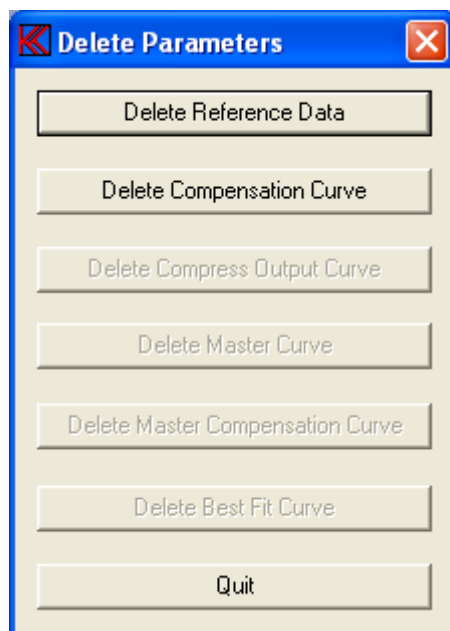 Delete Parameters
Delete Reference Data
Delete Compensation Curve
Delete Compress Output Curve
Delete Master Curve
Delete Master Compensation Curve
Delete Best Fit Curve
Quit